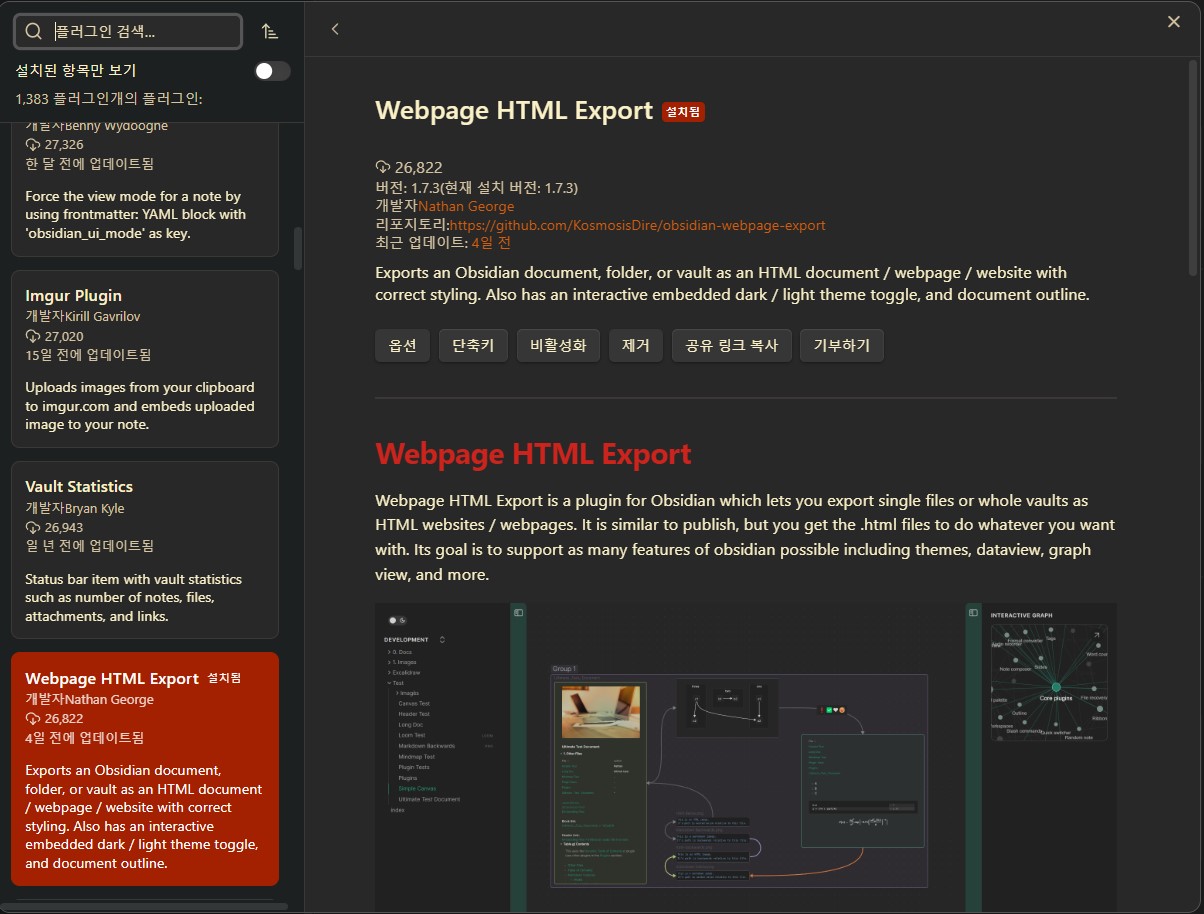 플러그인 검색...
설치된 항목만 보기
1,383 플러그인개의 플러그인:
개발자Benny Wydooghe
27,326
한 달 전에 업데이트됨
Force the view mode for a note by
using frontmatter: YAML block with
'obsidian_ui_mode' as key.
Imgur Plugin
개발자Kirill Gavrilov
27,020
15일 전에 업데이트됨
Uploads images from your clipboard
to imgur.com and embeds uploaded
image to your note.
Vault Statistics
개발자Bryan Kyle
26,943
일 년 전에 업데이트됨
Status bar item with vault statistics
such as number of notes, files,
attachments, and links.
Webpage HTML Export 설치됨
개발자Nathan George
26,822
4일 전에 업데이트됨
Exports an Obsidian document,
folder, or vault as an HTML document
/ webpage / website with correct
styling. Also has an interactive
embedded dark / light theme toggle,
and document outline.
Webpage HTML Export 설치됨
26,822
버전: 1.7.3(현재 설치 버전: 1.7.3)
개발자Nathan George
리포지토리:https://github.com/KosmosisDire/obsidian-webpage-export
최근 업데이트: 4일 전
Exports an Obsidian document, folder, or vault as an HTML document / webpage / website with
correct styling. Also has an interactive embedded dark / light theme toggle, and document outline.
옵션 단축키 비활성화 제거 공유 링크 복사 기부하기
Webpage HTML Export
Webpage HTML Export is a plugin for Obsidian which lets you export single files or whole vaults as
HTML websites / webpages. It is similar to publish, but you get the .html files to do whatever you want
with. Its goal is to support as many features of obsidian possible including themes, dataview, graph
view, and more.
DEVELOPMENT
0. Docs
1. Images
Excalidraw
Test
Images
Canvas Test
Header Test
Long Doc
Loom Test
Markdown Backwards
Mindmap Test
Plugin Tests
Plugins
Simple Canvas
Ultimate Test Document
Index
Group 1
INTERACTIVE GRAPH
Format converter
Tags
Word count
Note composer
Core plugins
File recovery
Outline
Ribbon
Slash commands
Quick switcher
Random note